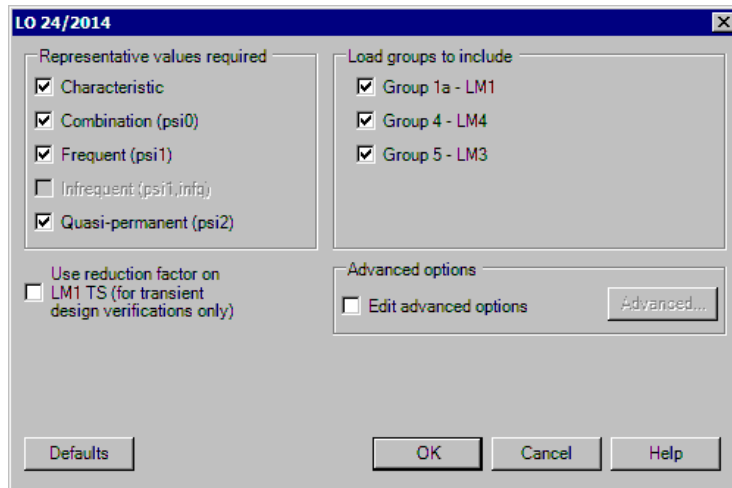 LO 24/2014
Representative values required
Characteristic
Combination (psi0)
Frequent (psi1)
Infrequent (psi1,infq)
Quasi-permanent (psi2)
Use reduction factor on
LM1 TS (for transient
design verifications only)
Load groups to include
Group 1a - LM1
Group 4 - LM4
Group 5 - LM3
Advanced options
Edit advanced options
Advanced...
Defaults
OK
Cancel
Help